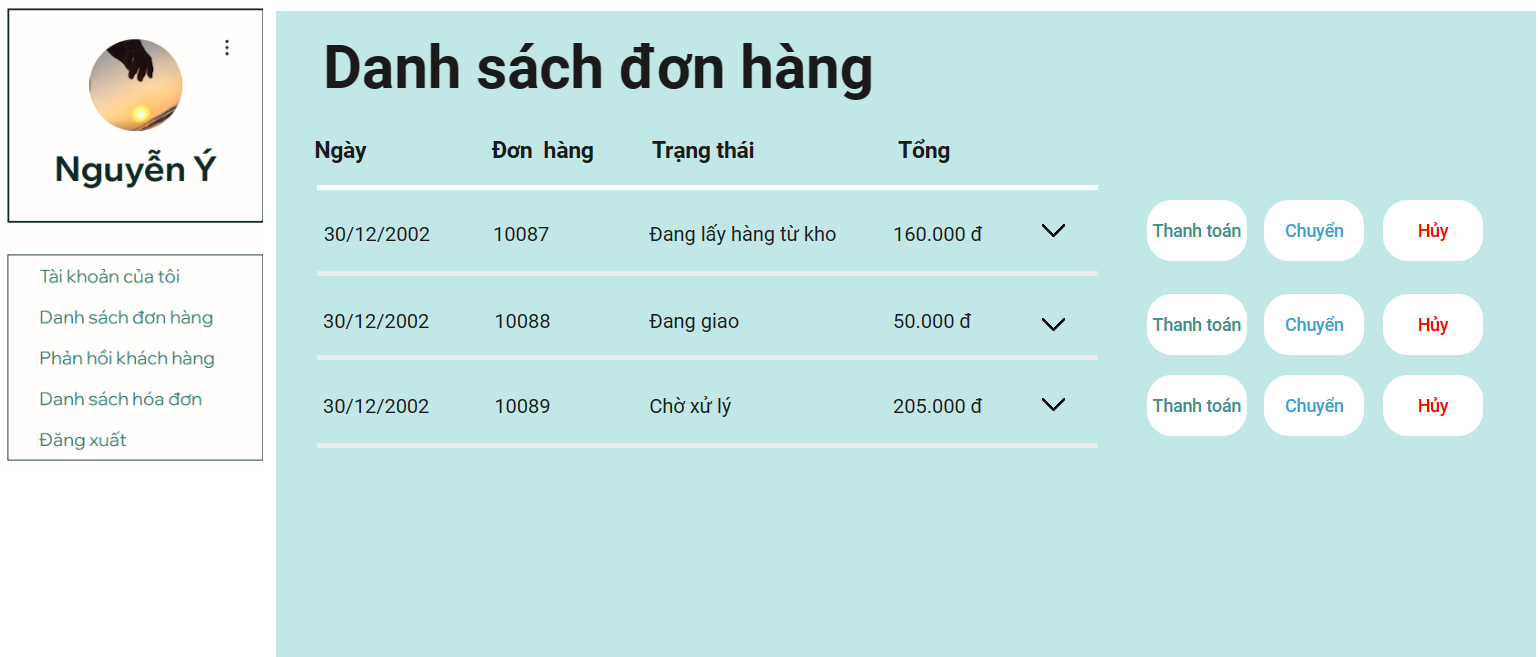 Nguyễn Ý
Tài khoản của tôi
Danh sách đơn hàng
Phản hồi khách hàng
Danh sách hóa đơn
Đăng xuất
Danh sách đơn hàng
Ngày Đơn hàng Trạng thái Tổng
30/12/2002 10087 Đang lấy hàng từ kho 160.000 đ Thanh toán Chuyển Hủy
30/12/2002 10088 Đang giao 50.000 đ Thanh toán Chuyển Hủy
30/12/2002 10089 Chờ xử lý 205.000 đ Thanh toán Chuyển Hủy